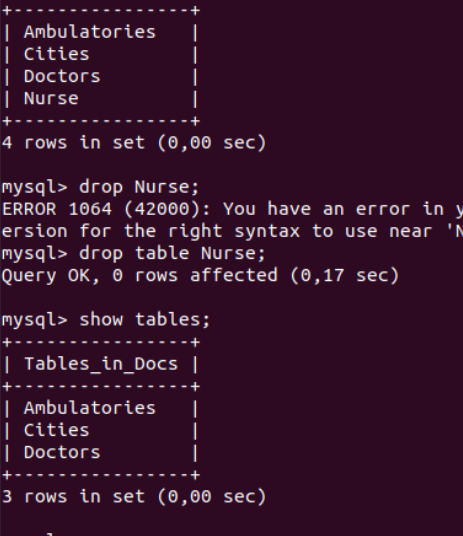 +----------------+
| Ambulatories   |
| Cities         |
| Doctors        |
| Nurse          |
+----------------+
4 rows in set (0,00 sec)
mysql> drop Nurse;
ERROR 1064 (42000): You have an error in y
ersion for the right syntax to use near 'N
mysql> drop table Nurse;
Query OK, 0 rows affected (0,17 sec)
mysql> show tables;
+----------------+
| Tables_in_Docs |
+----------------+
| Ambulatories   |
| Cities         |
| Doctors        |
+----------------+
3 rows in set (0,00 sec)